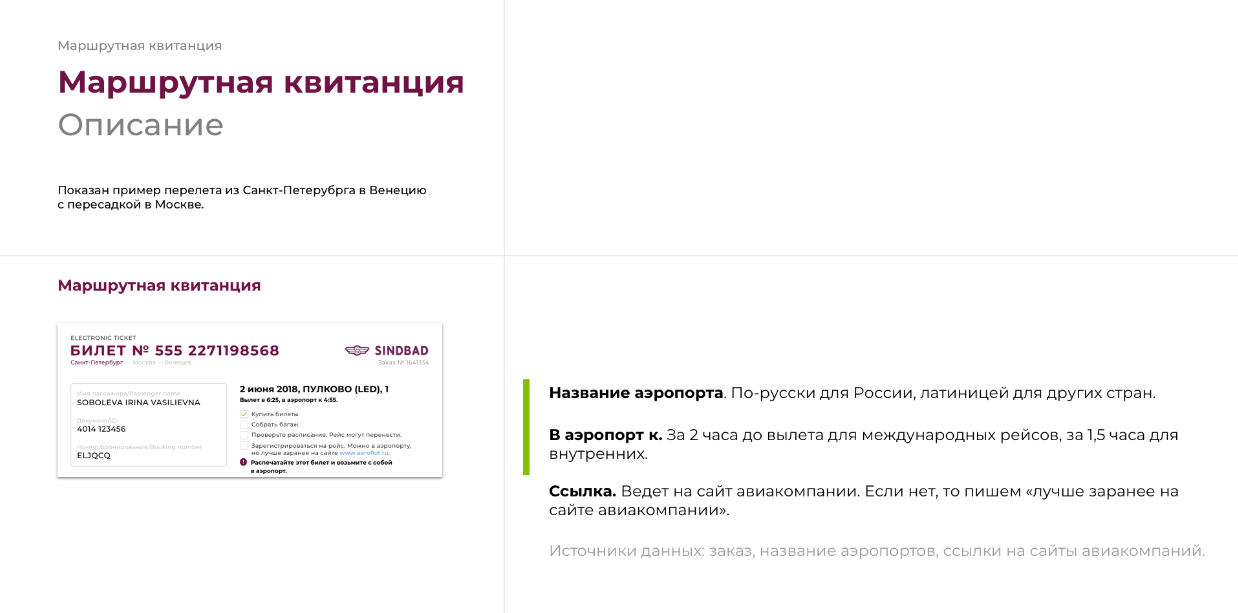 Маршрутная квитанция
Маршрутная квитанция
Описание
Показан пример перелета из Санкт-Петерубрга в Венецию
с пересадкой в Москве.
Маршрутная квитанция
ELECTRONIC TICKET
БИЛЕТ № 555 2271198568
Санкт-Петербург — Москва — Венеция
SINDBAD
Заказ № 1641334
Имя пассажира/Passenger name
SOBOLEVA IRINA VASILIEVNA
Документ/ID
4014 123456
Номер бронирования/Booking number
ELJQCQ
2 июня 2018, ПУЛКОВО (LED), 1
Вылет в 6:25, в аэропорт к 4:55.
Купить билеты.
Собрать багаж.
Проверьте расписание. Рейс могут перенести.
Зарегистрироваться на рейс. Можно в аэропорту,
но лучше заранее на сайте www.aeroflot.ru.
Распечатайте этот билет и возьмите с собой
в аэропорт.
Название аэропорта. По-русски для России, латиницей для других стран.
В аэропорт к. За 2 часа до вылета для международных рейсов, за 1,5 часа для
внутренних.
Ссылка. Ведет на сайт авиакомпании. Если нет, то пишем «лучше заранее на
сайте авиакомпании».
Источники данных: заказ, название аэропортов, ссылки на сайты авиакомпаний.